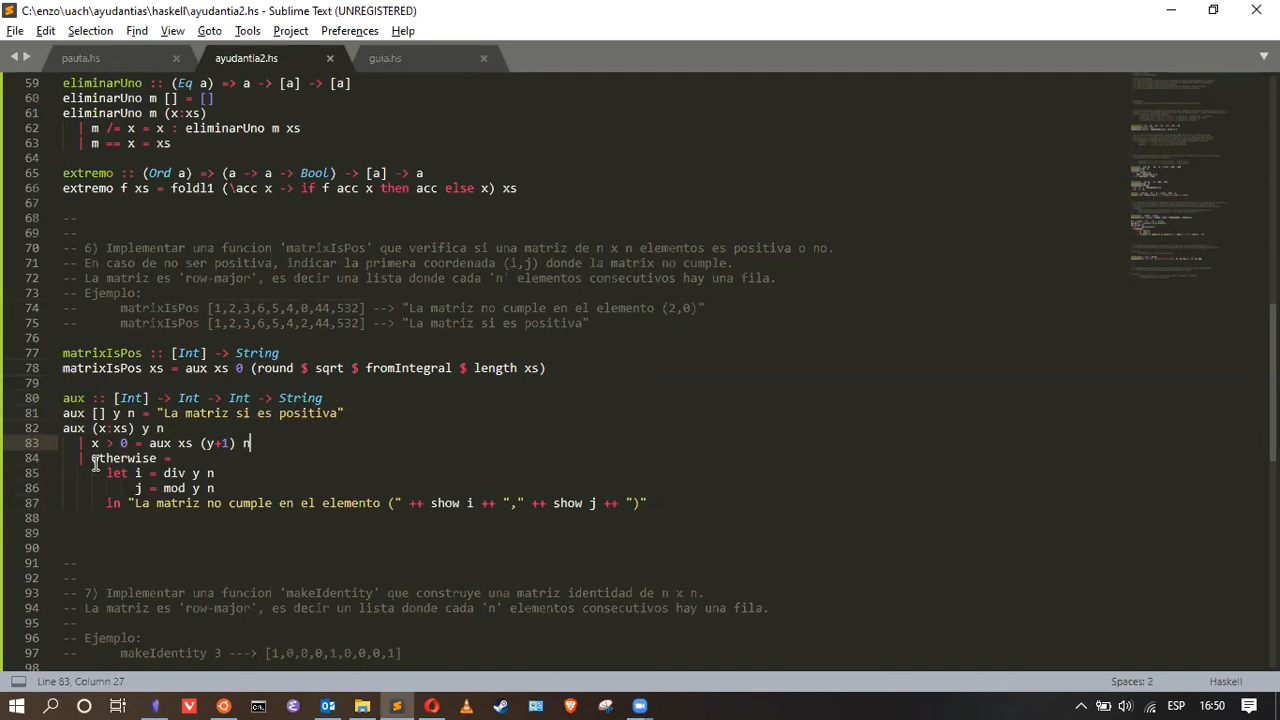 C:\enzo\uach\ayudantias\haskell\ayudantia2.hs - Sublime Text (UNREGISTERED)
File Edit Selection Find View Goto Tools Project Preferences Help
pauta.hs ayudantia2.hs guia.hs
59 eliminarUno :: (Eq a) => a -> [a] -> [a]
60 eliminarUno m [] = []
61 eliminarUno m (x:xs)
62 | m /= x = x : eliminarUno m xs
63 | m == x = xs
64
65 extremo :: (Ord a) => (a -> a -> Bool) -> [a] -> a
66 extremo f xs = foldl1 (\acc x -> if f acc x then acc else x) xs
67
68 --
69 --
70 -- 6) Implementar una funcion 'matrixIsPos' que verifique si una matriz de n x n elementos es positiva o no.
71 -- En caso de no ser positiva, indicar la primera coordenada (i,j) donde la matrix no cumple.
72 -- La matriz es 'row-major', es decir una lista donde 'n' elementos consecutivos hay una fila.
73 -- Ejemplo:
74 -- matrixIsPos [1,2,3,6,5,4,0,44,532] --> "La matriz no cumple en el elemento (2,0)"
75 -- matrixIsPos [1,2,3,6,5,4,2,44,532] --> "La matriz si es positiva"
76
77 matrixIsPos :: [Int] -> String
78 matrixIsPos xs = aux xs 0 (round $ sqrt $ fromIntegral $ length xs)
79
80 aux :: [Int] -> Int -> Int -> String
81 aux [] y n = "La matriz si es positiva"
82 aux (x:xs) y n
83 | x > 0 = aux xs (y+1) n
84 | otherwise =
85 let i = div y n
86 j = mod y n
87 in "La matriz no cumple en el elemento (" ++ show i ++ "," ++ show j ++ ")"
88
89
90
91 --
92 --
93 -- 7) Implementar una funcion 'makeIdentity' que construye una matriz identidad de n x n.
94 -- La matriz es 'row-major', es decir un lista donde cada 'n' elementos consecutivos hay una fila.
95 --
96 -- Ejemplo:
97 -- makeIdentity 3 ---> [1,0,0,0,1,0,0,0,1]
98
Line 83, Column 27 Spaces: 2 Haskell
ESP 16:50